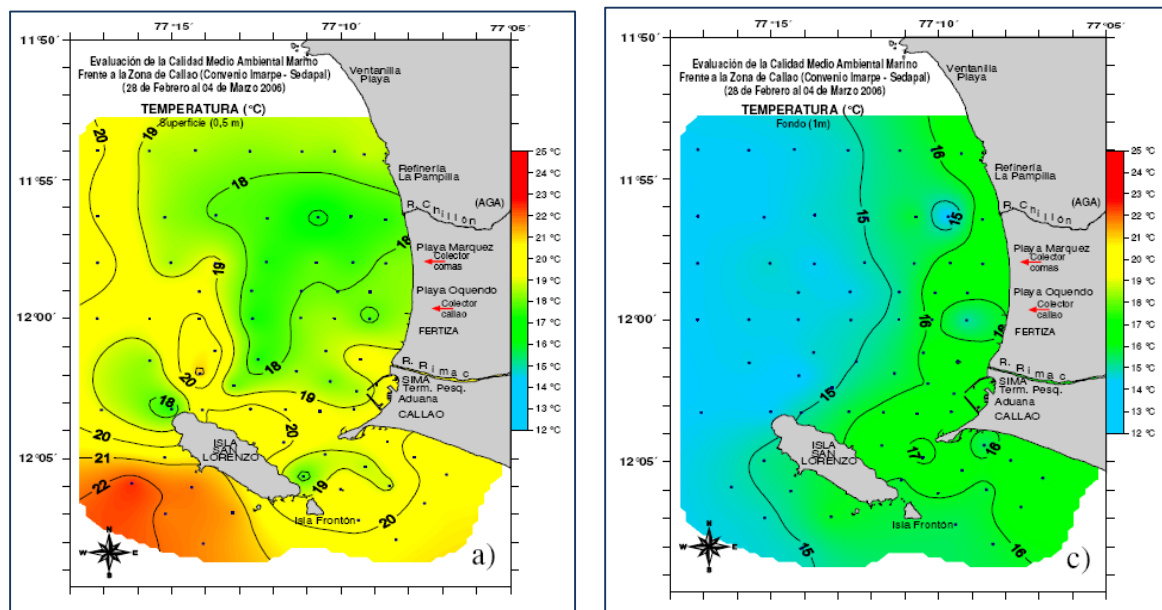 77°15'
77°10'
77°05'
11°50'
11°55'
12°00'
12°05'
Evaluación de la Calidad Medio Ambiental Marino
Frente a la Zona de Callao (Convenio Imarpe - Sedapal)
(28 de Febrero al 04 de Marzo 2006)
TEMPERATURA (°C)
Superficie (0,5 m)
Ventanilla
Playa
Refinería
La Pampilla
(AGA)
R. Chillón
Playa Marquez
Colector
comas
Playa Oquendo
Colector
callao
FERTIZA
R. Rimac
SIMA
Term. Pesq.
Aduana
CALLAO
ISLA
SAN
LORENZO
Isla Frontón
20
19
18
18
19
18
20
19
18
20
20
21
22
19
20
25 °C
24 °C
23 °C
22 °C
21 °C
20 °C
19 °C
18 °C
17 °C
16 °C
15 °C
14 °C
13 °C
12 °C
N
W
E
S
a)
77°15'
77°10'
77°05'
11°50'
11°55'
12°00'
12°05'
Evaluación de la Calidad Medio Ambiental Marino
Frente a la Zona de Callao (Convenio Imarpe - Sedapal)
(28 de Febrero al 04 de Marzo 2006)
TEMPERATURA (°C)
Fondo (1m)
Ventanilla
Playa
Refinería
La Pampilla
(AGA)
R. Chillón
Playa Marquez
Colector
comas
Playa Oquendo
Colector
callao
FERTIZA
R. Rimac
SIMA
Term. Pesq.
Aduana
CALLAO
ISLA
SAN
LORENZO
Isla Frontón
16
15
15
16
16
15
17
16
15
16
25 °C
24 °C
23 °C
22 °C
21 °C
20 °C
19 °C
18 °C
17 °C
16 °C
15 °C
14 °C
13 °C
12 °C
N
W
E
S
c)